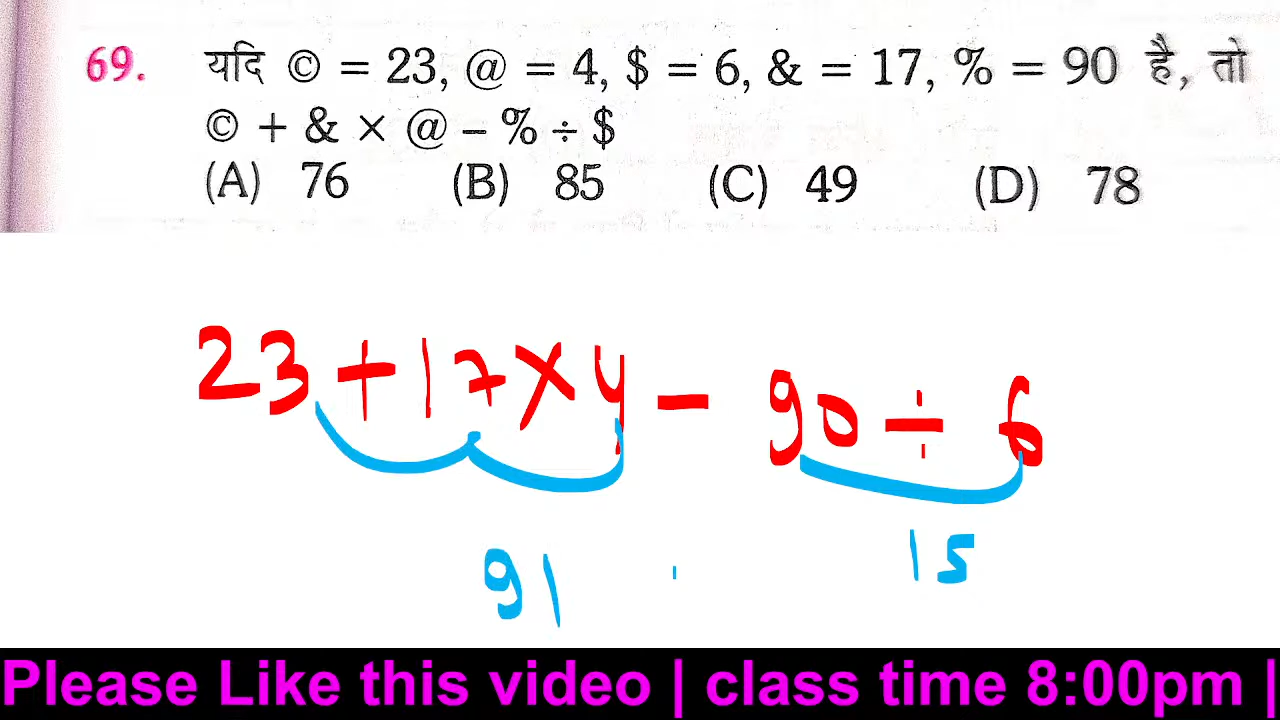 69. यदि © = 23, @ = 4, $ = 6, & = 17, % = 90 है, तो
© + & × @ – % ÷ $
(A) 76 (B) 85 (C) 49 (D) 78
23 + 17 × 4 – 90 ÷ 6
91 15
Please Like this video | class time 8:00pm |